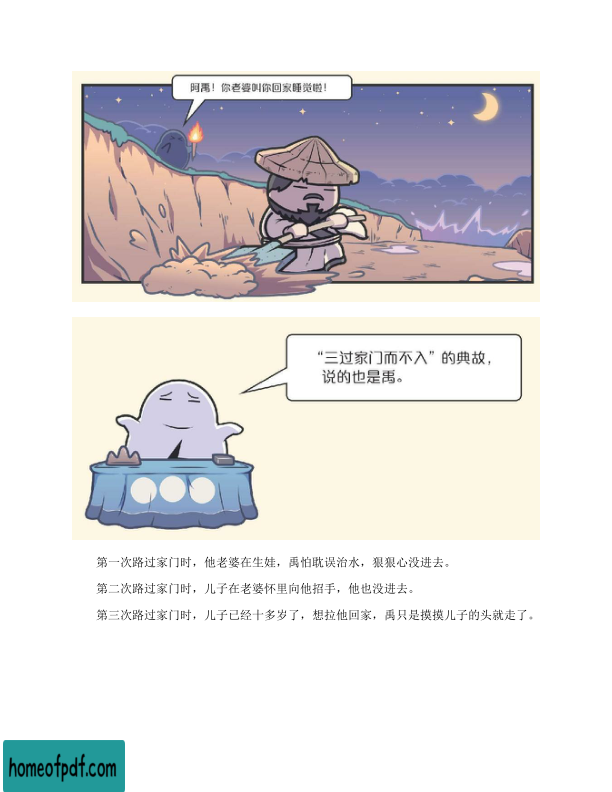 阿禹！你老婆叫你回家睡觉啦！
“三过家门而不入”的典故，
说的也是禹。
第一次路过家门时，他老婆在生娃，禹怕耽误治水，狠狠心没进去。
第二次路过家门时，儿子在老婆怀里向他招手，他也没进去。
第三次路过家门时，儿子已经十多岁了，想拉他回家，禹只是摸摸儿子的头就走了。
homeofpdf.com